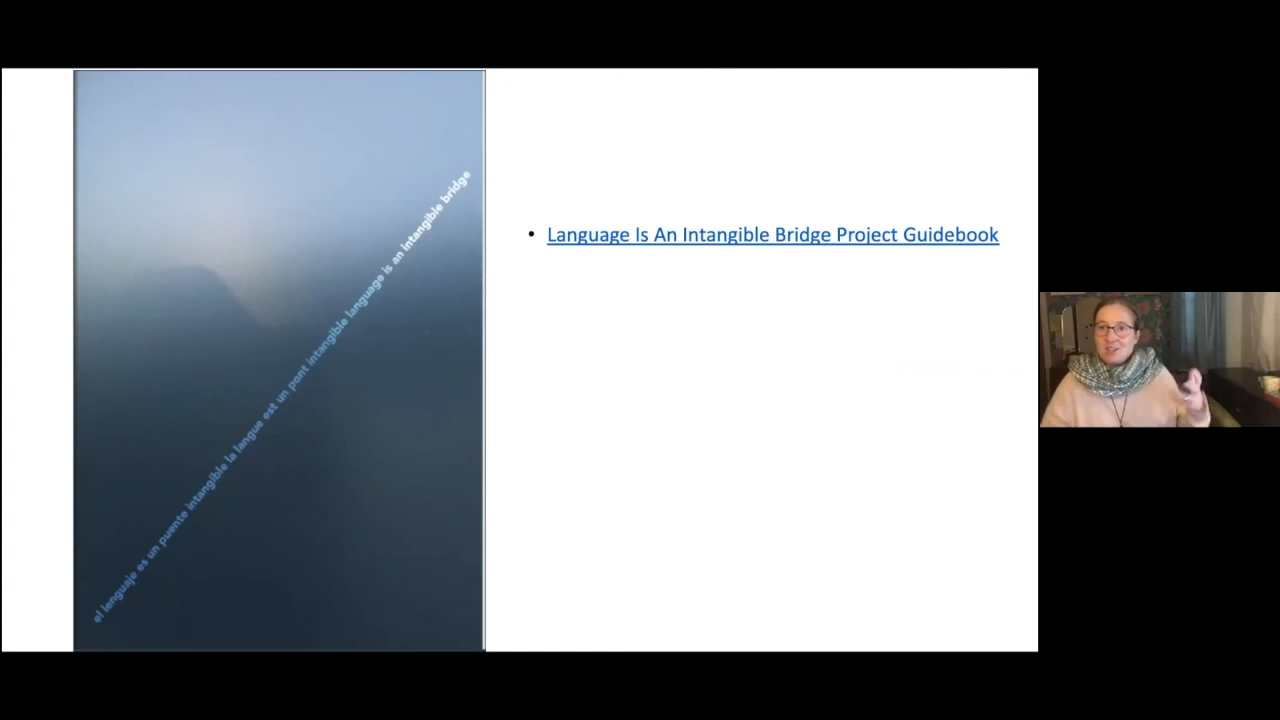 el lenguaje es un puente intangible la langue est un pont intangible language is an intangible bridge
• Language Is An Intangible Bridge Project Guidebook